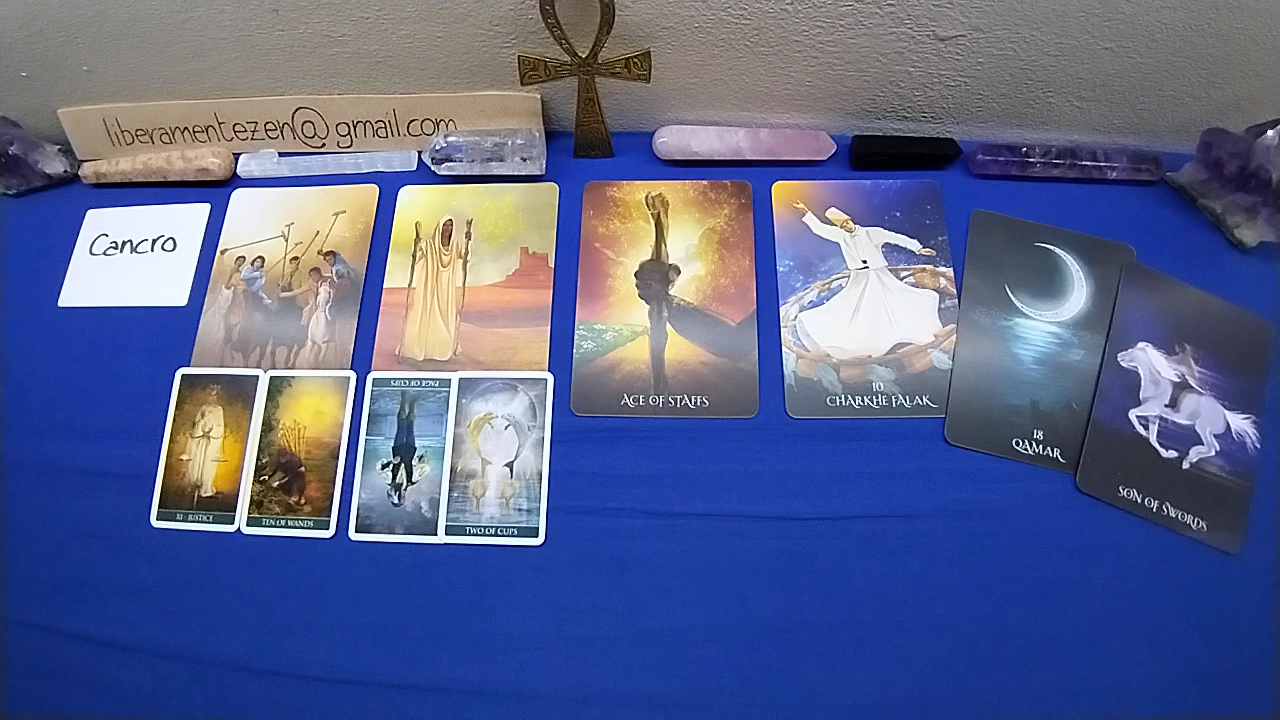 liberamentezen@gmail.com
Cancro
ACE OF STAFFS
10
CHARKHE FALAK
18
QAMAR
SON OF SWORDS
XI - JUSTICE
TEN OF WANDS
PAGE OF CUPS
TWO OF CUPS